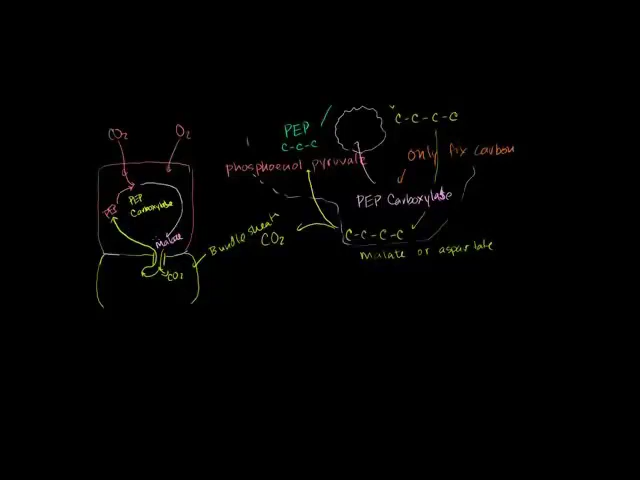 CO2
O2
PEP
PEP
Carboxylase
Malate
CO2
Bundle sheath
PEP
C-C-C
phosphoenol pyruvate
CO2
C-C-C-C
only fix carbon
PEP Carboxylase
C-C-C-C
Malate or aspartate